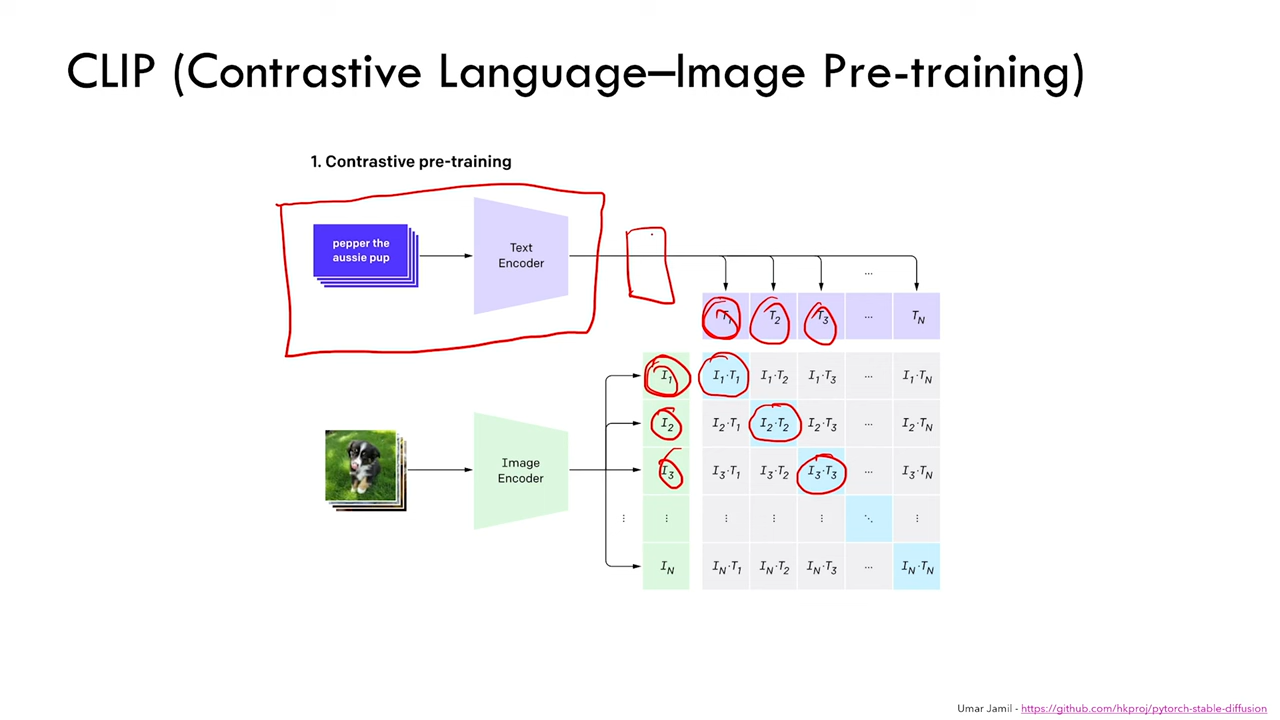 CLIP (Contrastive Language–Image Pre-training)
1. Contrastive pre-training
pepper the
aussie pup
Text
Encoder
...
T1 T2 T3 ... TN
I1 I1·T1 I1·T2 I1·T3 ... I1·TN
I2 I2·T1 I2·T2 I2·T3 ... I2·TN
Image
Encoder
I3 I3·T1 I3·T2 I3·T3 ... I3·TN
⋮ ⋮ ⋮ ⋮ ⋮ ⋱ ⋮
IN IN·T1 IN·T2 IN·T3 ... IN·TN
Umar Jamil - https://github.com/hkproj/pytorch-stable-diffusion